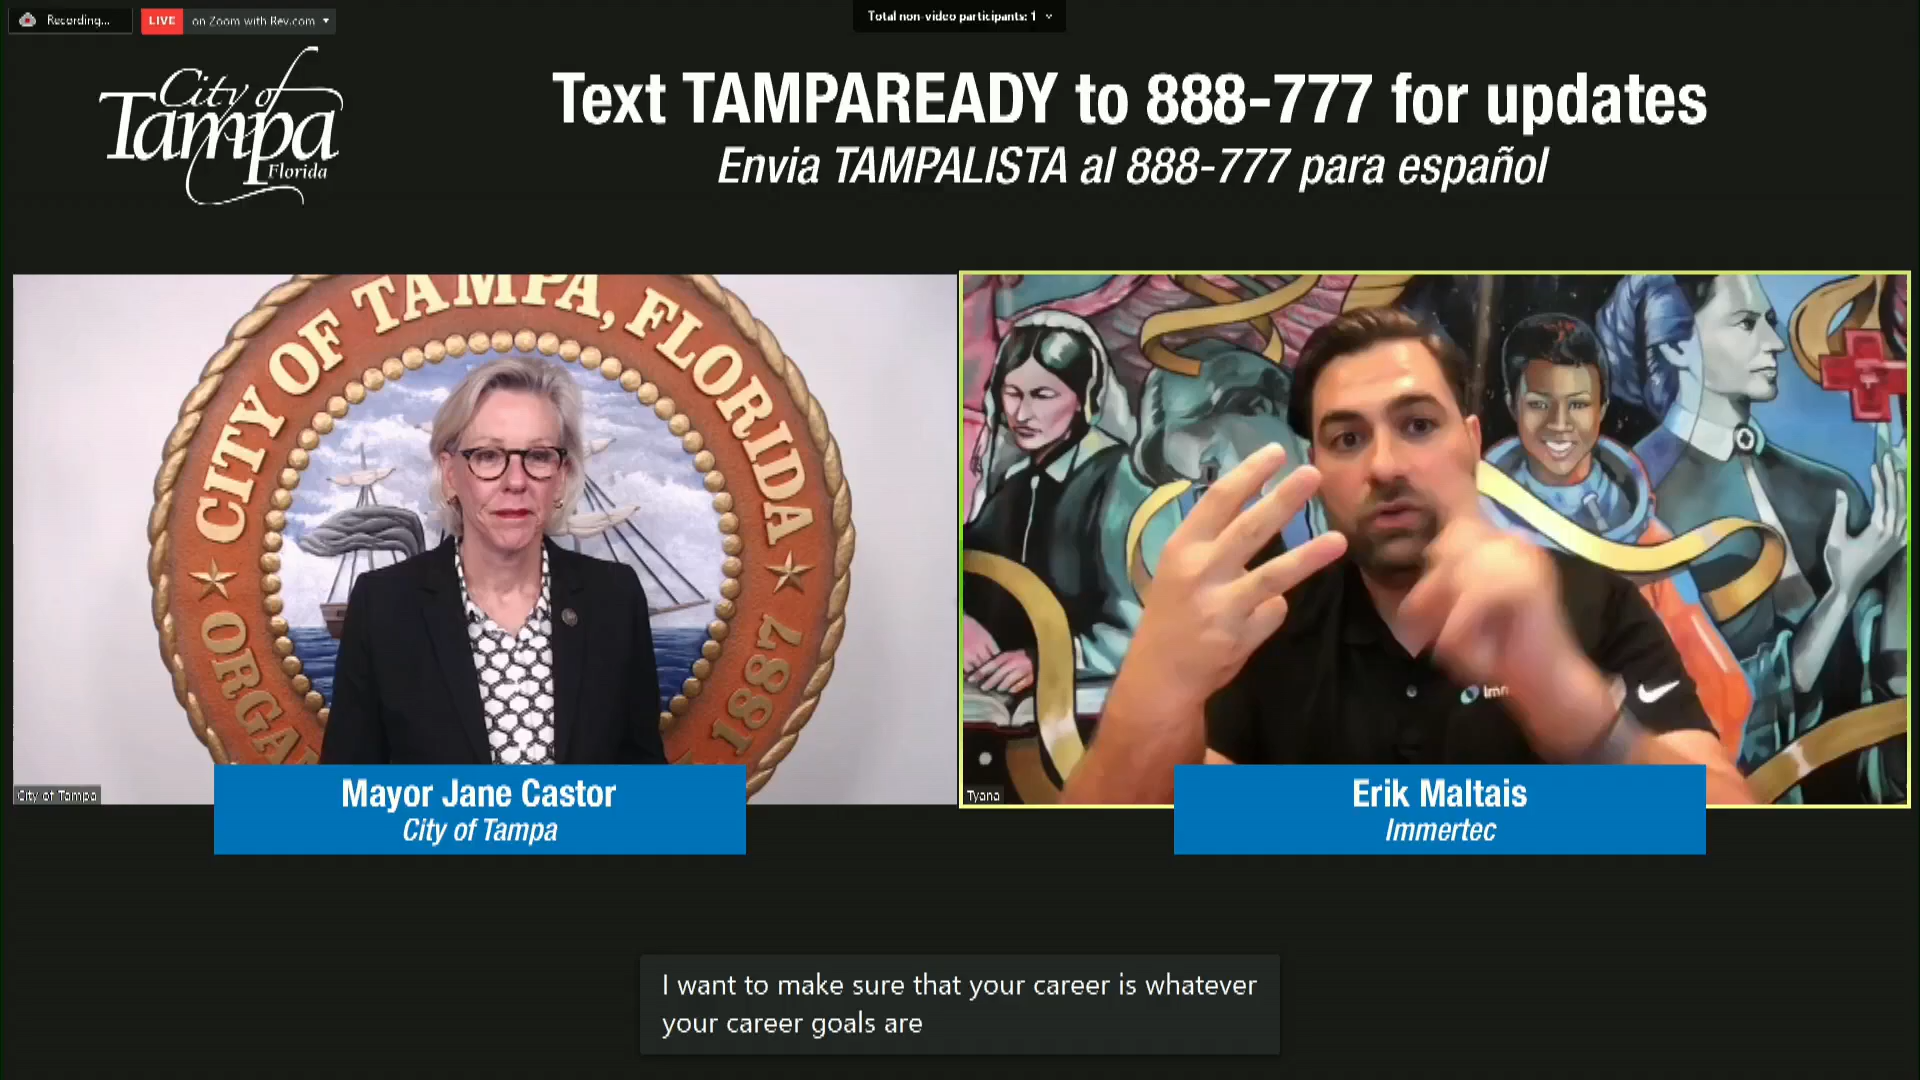 Recording...
LIVE on Zoom with Rev.com
Total non-video participants: 1
City of
Tampa
Florida
Text TAMPAREADY to 888-777 for updates
Envia TAMPALISTA al 888-777 para español
CITY OF TAMPA, FLORIDA
1887
City of Tampa
Mayor Jane Castor
City of Tampa
Tyana
Erik Maltais
Immertec
I want to make sure that your career is whatever
your career goals are